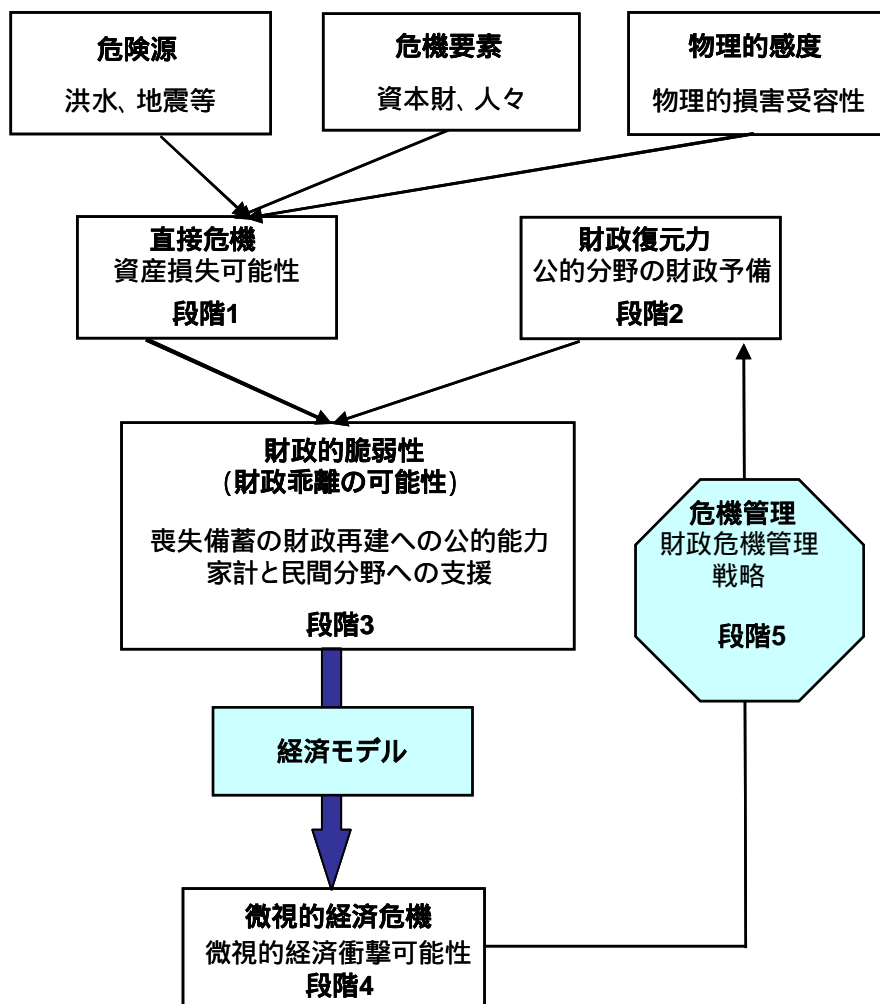 危険源
洪水、地震等
危機要素
資本財、人々
物理的感度
物理的損害受容性
直接危機
資産損失可能性
段階1
財政復元力
公的分野の財政予備
段階2
財政的脆弱性
(財政乖離の可能性)
喪失備蓄の財政再建への公的能力
家計と民間分野への支援
段階3
危機管理
財政危機管理
戦略
段階5
経済モデル
微視的経済危機
微視的経済衝撃可能性
段階4